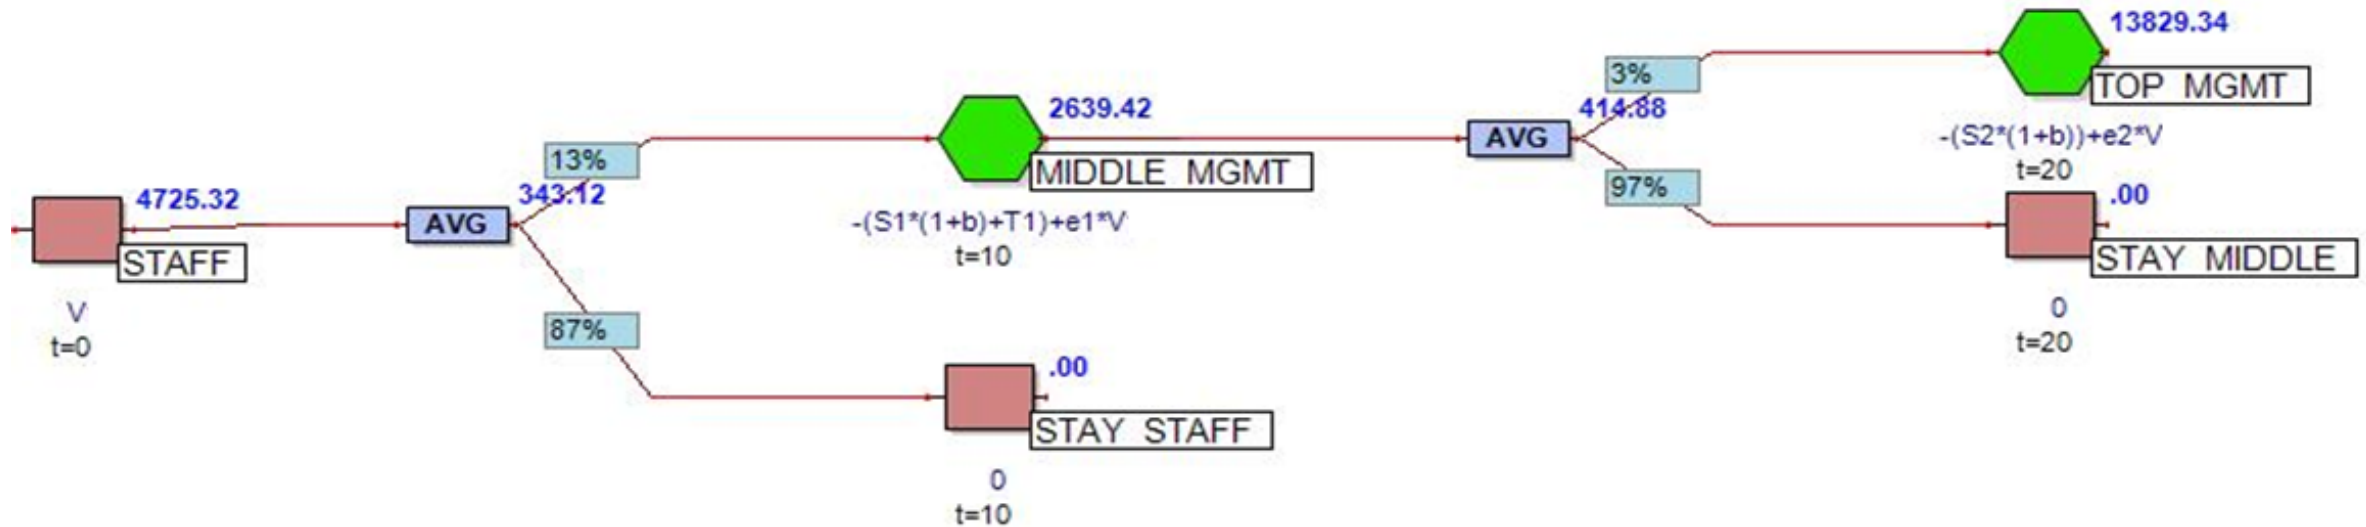 4725.32
STAFF
V
t=0
AVG
343.12
13%
87%
2639.42
MIDDLE MGMT
-(S1*(1+b)+T1)+e1*V
t=10
.00
STAY STAFF
0
t=10
AVG
414.88
3%
97%
13829.34
TOP MGMT
-(S2*(1+b))+e2*V
t=20
.00
STAY MIDDLE
0
t=20